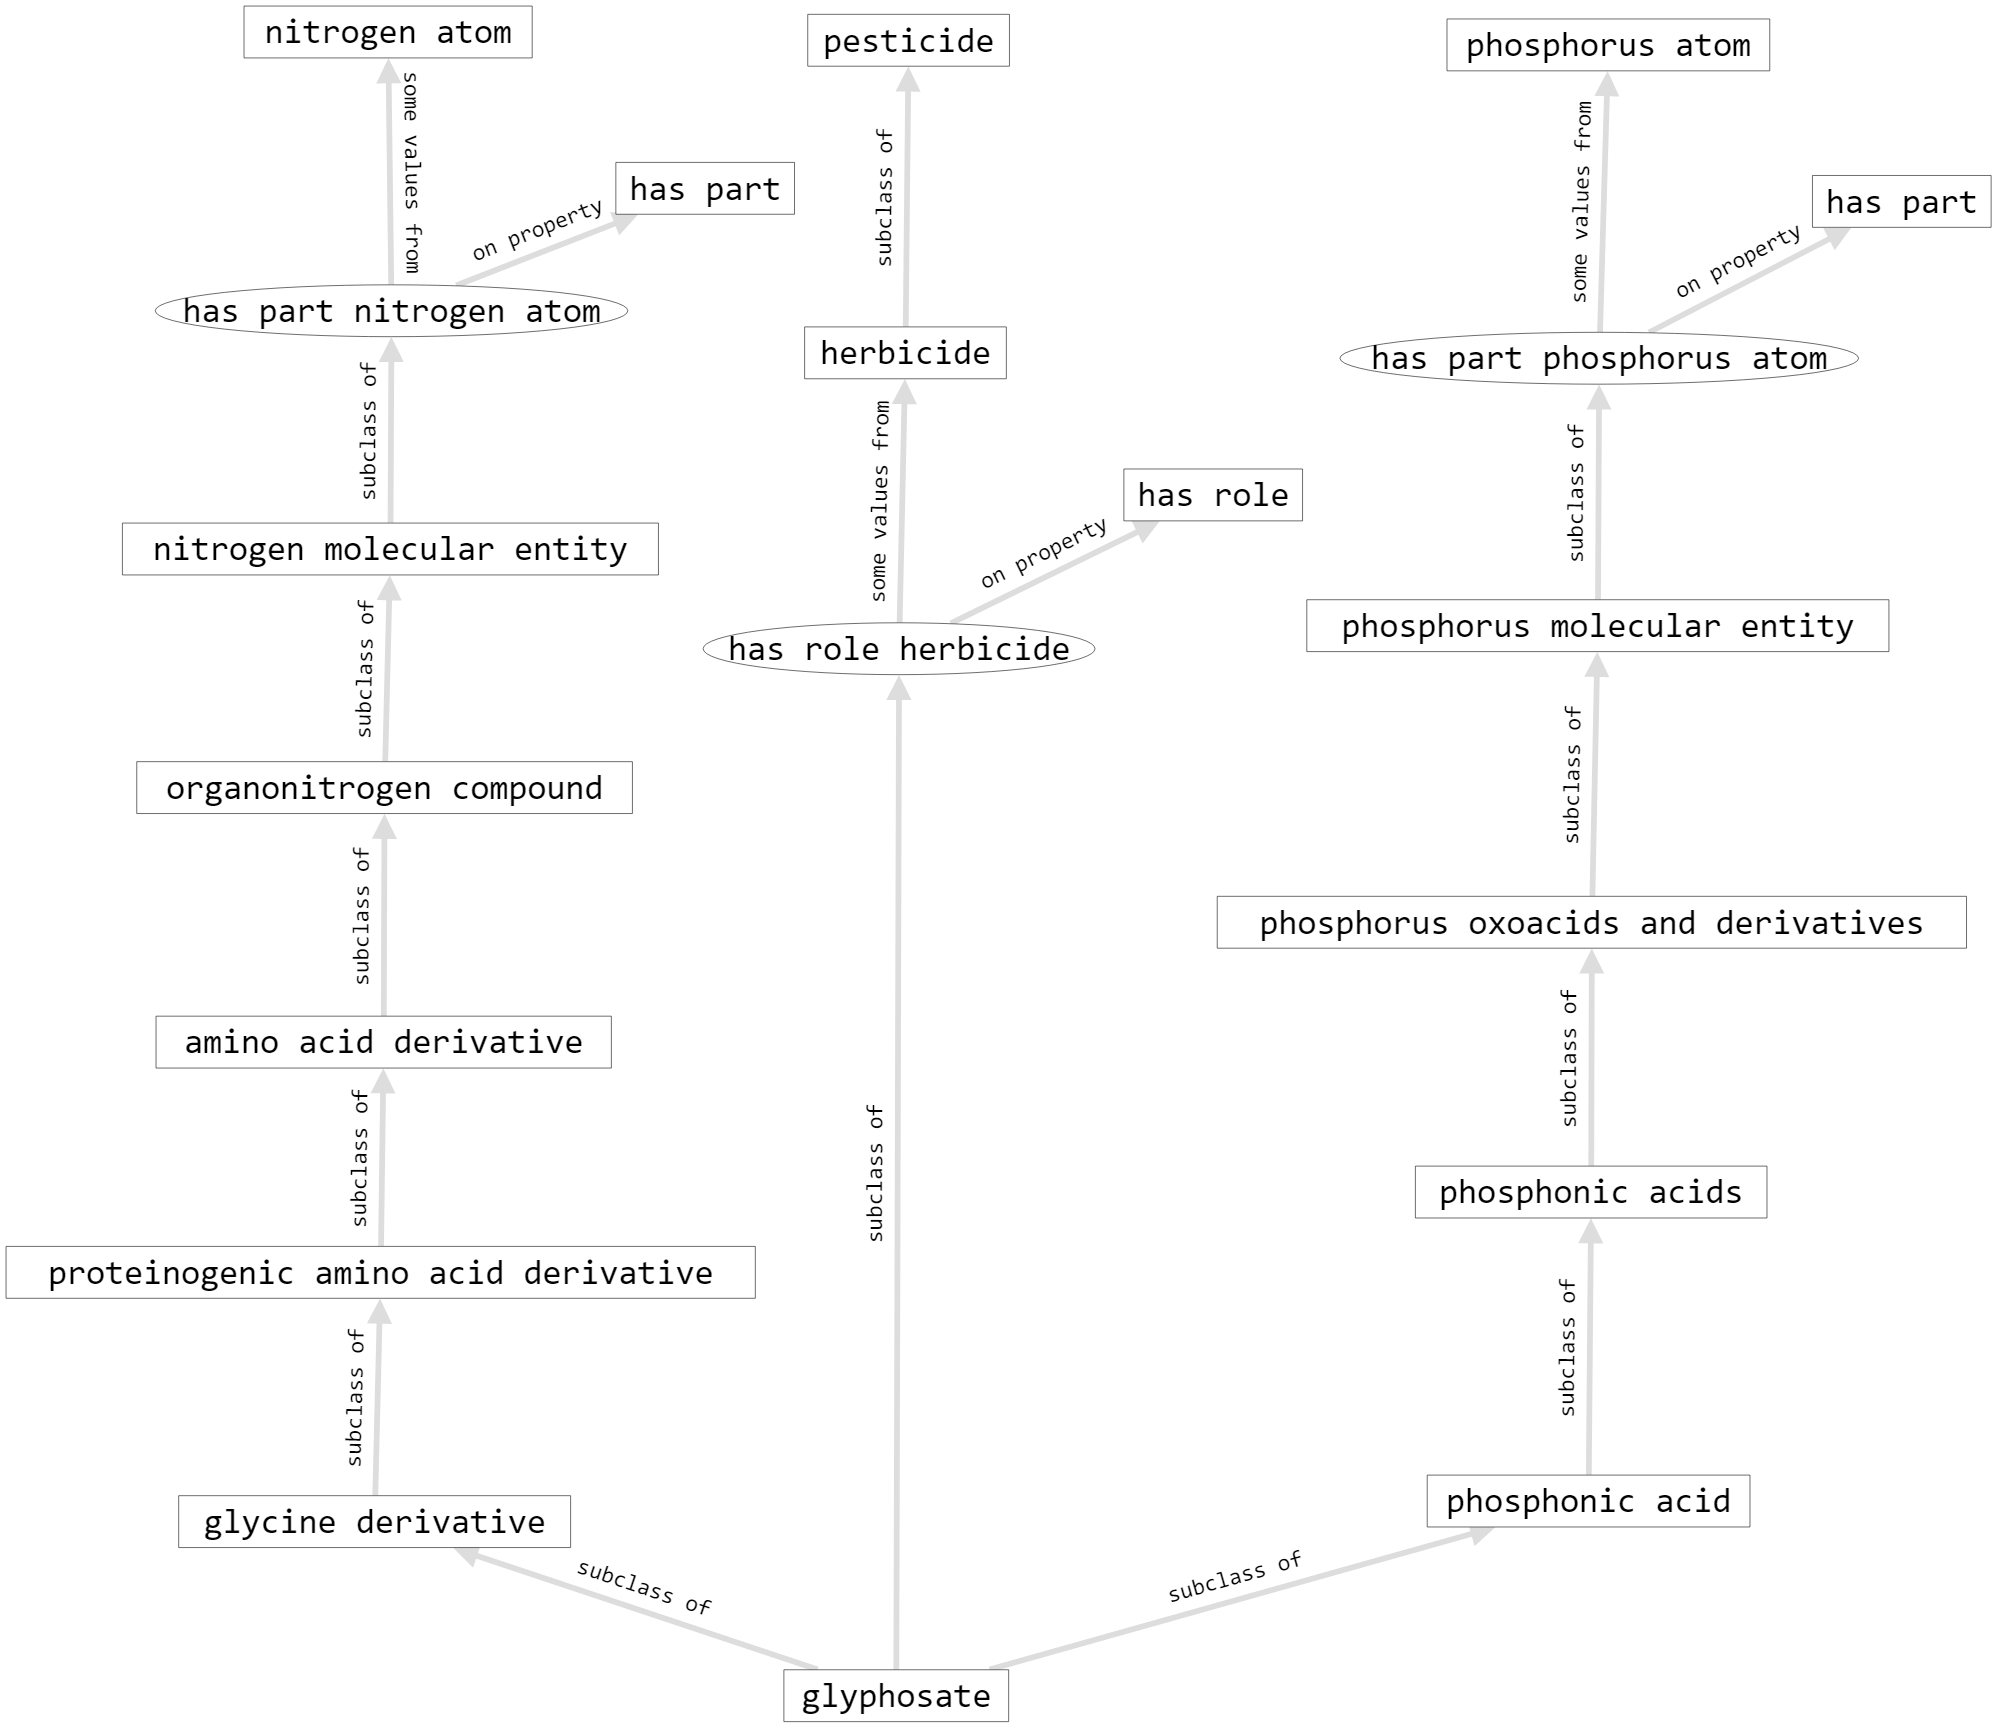 nitrogen atom
pesticide
phosphorus atom
some values from
subclass of
some values from
has part
has part
on property
on property
has part nitrogen atom
herbicide
has part phosphorus atom
subclass of
some values from
subclass of
has role
on property
nitrogen molecular entity
phosphorus molecular entity
has role herbicide
subclass of
subclass of
organonitrogen compound
subclass of
phosphorus oxoacids and derivatives
amino acid derivative
subclass of
subclass of
subclass of
phosphonic acids
proteinogenic amino acid derivative
subclass of
subclass of
phosphonic acid
glycine derivative
subclass of
subclass of
glyphosate